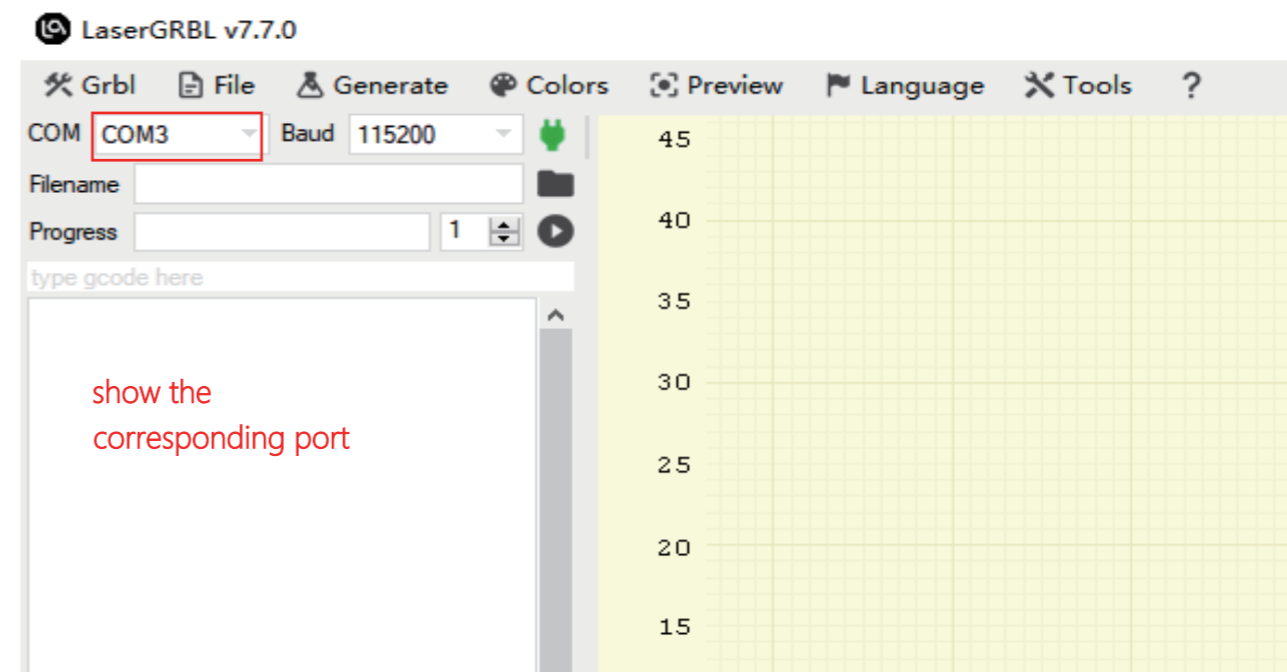 LaserGRBL v7.7.0
Grbl File Generate Colors Preview Language Tools ?
COM COM3 Baud 115200
Filename
Progress 1
type gcode here
show the
corresponding port
45
40
35
30
25
20
15